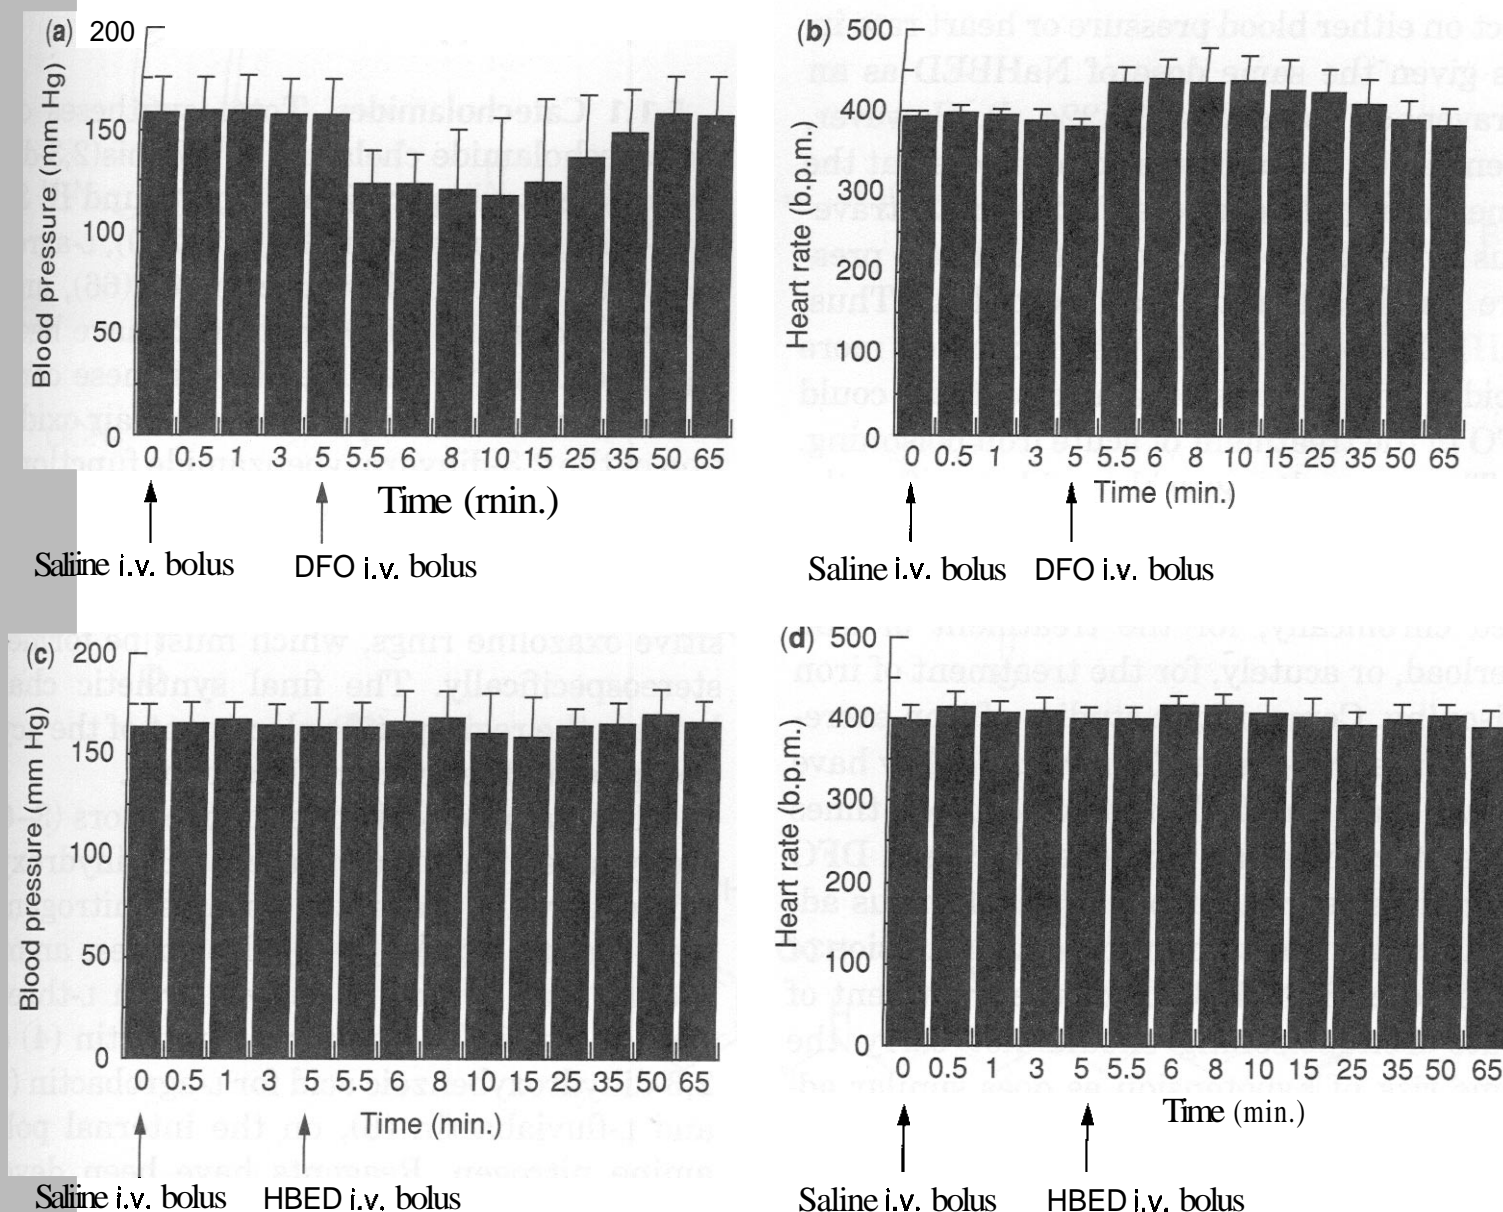 (a)
200
150
100
50
0
Blood pressure (mm Hg)
0 0.5 1 3 5 5.5 6 8 10 15 25 35 50 65
Time (rnin.)
Saliine i.v. bolus DFO i.v. bolus
(b)
500
400
300
200
100
0
Heart rate (b.p.m.)
0 0.5 1 3 5 5.5 6 8 10 15 25 35 50 65
Time (min.)
Saline i.v. bolus DFO i.v. bolus
(c)
200
150
100
50
0
Blood pressure (mm Hg)
0 0.5 1 3 5 5.5 6 8 10 15 25 35 50 65
Time (min.)
Saliine i.v. bolus HBED i.v. bolus
(d)
500
400
300
200
100
0
Heart rate (b.p.m.)
0 0.5 1 3 5 5.5 6 8 10 15 25 35 65
Time (min.)
Saline i.v. bolus HBED i.v. bolus